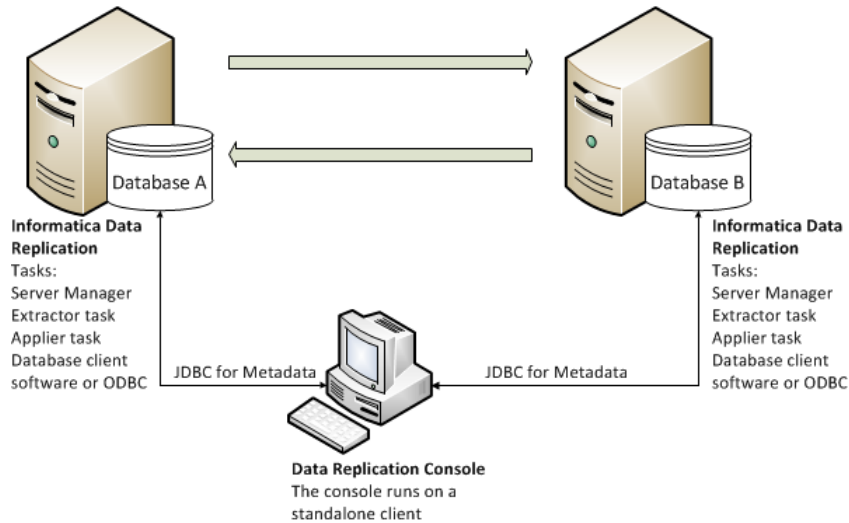 Database A
Database B
Informatica Data
Replication
Tasks:
Server Manager
Extractor task
Applier task
Database client
software or ODBC
Informatica Data
Replication
Tasks:
Server Manager
Extractor task
Applier task
Database client
software or ODBC
JDBC for Metadata
JDBC for Metadata
Data Replication Console
The console runs on a
standalone client